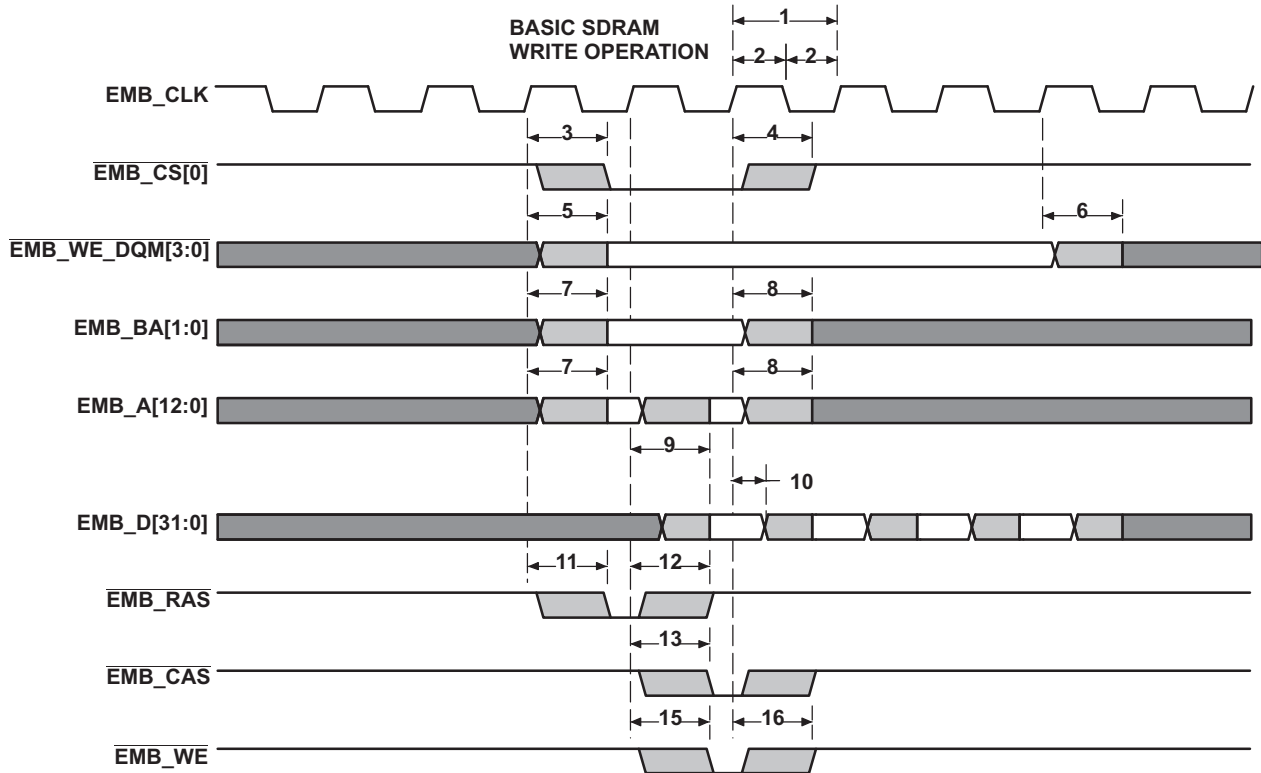 BASIC SDRAM
WRITE OPERATION
1
2 2
EMB_CLK
3 4
EMB_CS[0]
5 6
EMB_WE_DQM[3:0]
7 8
EMB_BA[1:0]
7 8
EMB_A[12:0]
9
10
EMB_D[31:0]
11 12
EMB_RAS
13
EMB_CAS
15 16
EMB_WE